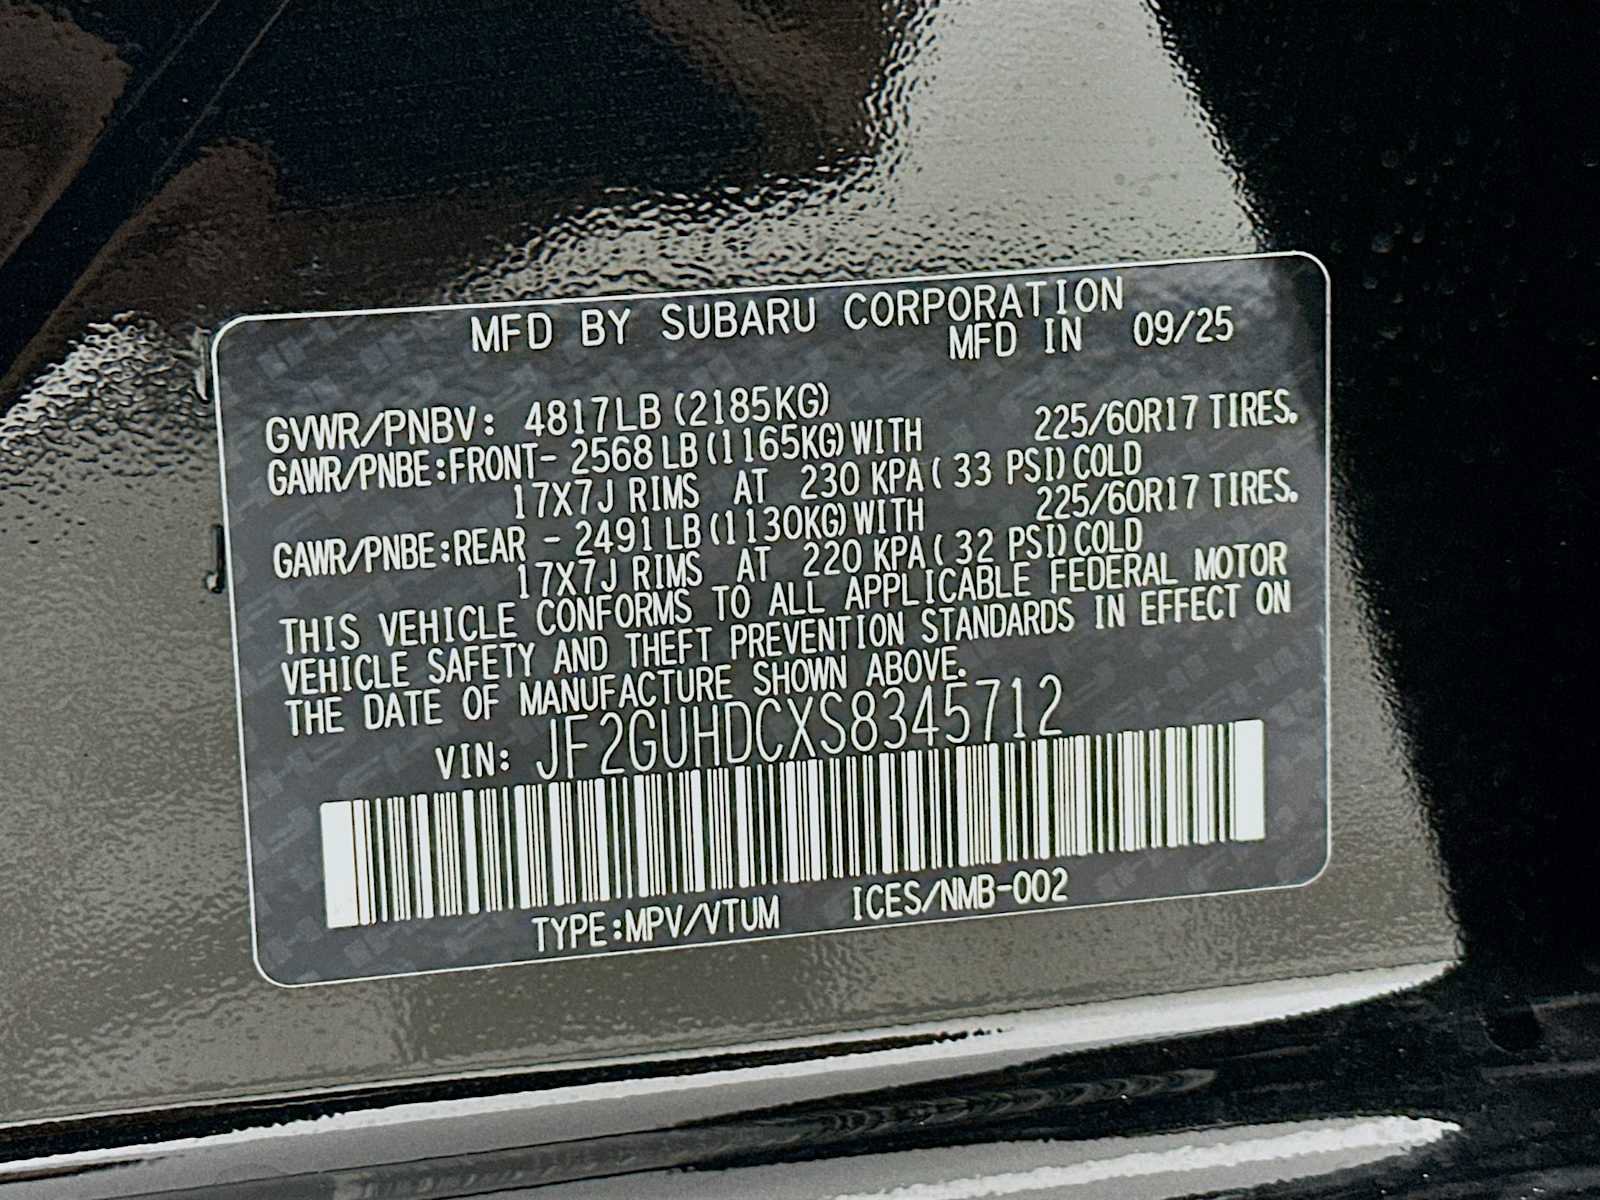 MFD BY SUBARU CORPORATION
MFD IN 09/25
GVWR/PNBV: 4817LB (2185KG)
GAWR/PNBE:FRONT- 2568 LB (1165KG) WITH 225/60R17 TIRES.
17X7J RIMS AT 230 KPA ( 33 PSI) COLD
GAWR/PNBE:REAR - 2491 LB (1130KG) WITH 225/60R17 TIRES.
17X7J RIMS AT 220 KPA ( 32 PSI) COLD
THIS VEHICLE CONFORMS TO ALL APPLICABLE FEDERAL MOTOR
VEHICLE SAFETY AND THEFT PREVENTION STANDARDS IN EFFECT ON
THE DATE OF MANUFACTURE SHOWN ABOVE.
VIN: JF2GUHDCXS8345712
TYPE:MPV/VTUM ICES/NMB-002